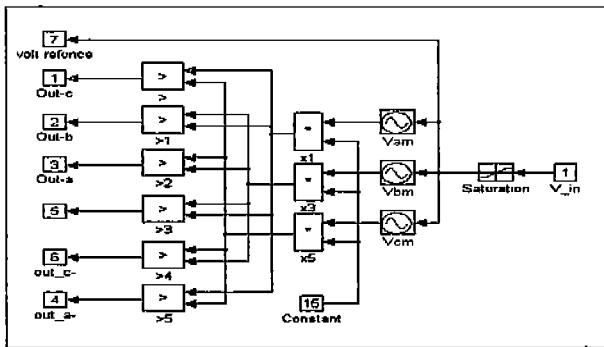 7
volt refonce
1
Out-c
>
>
2
Out-b
>
>1
3
Out-a
>
>2
5
>
>3
6
out_c-
>
>4
4
out_a-
>
>5
x1
x3
x5
Vam
Vbm
Vcm
Saturation
1
V_in
15
Constant